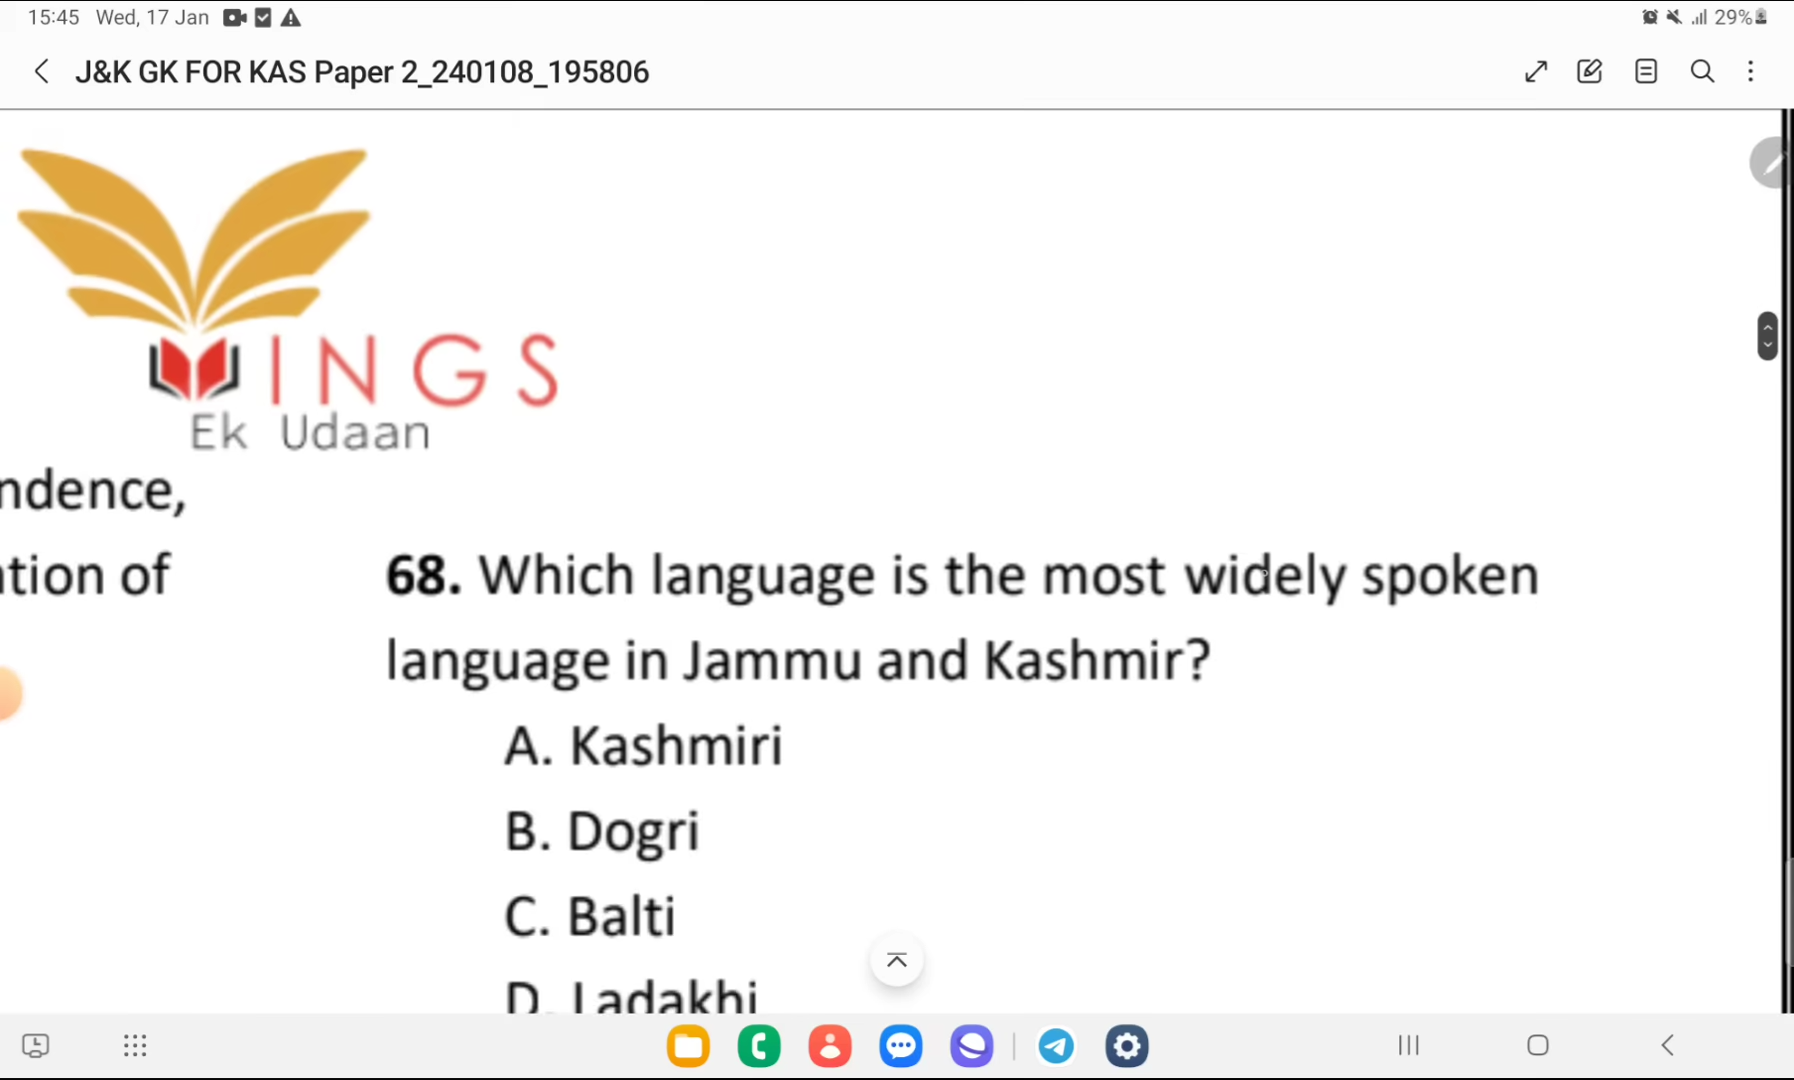 15:45 Wed, 17 Jan
29%
J&K GK FOR KAS Paper 2_240108_195806
INGS
Ek Udaan
ndence,
tion of
68. Which language is the most widely spoken
language in Jammu and Kashmir?
A. Kashmiri
B. Dogri
C. Balti
D. Ladakhi